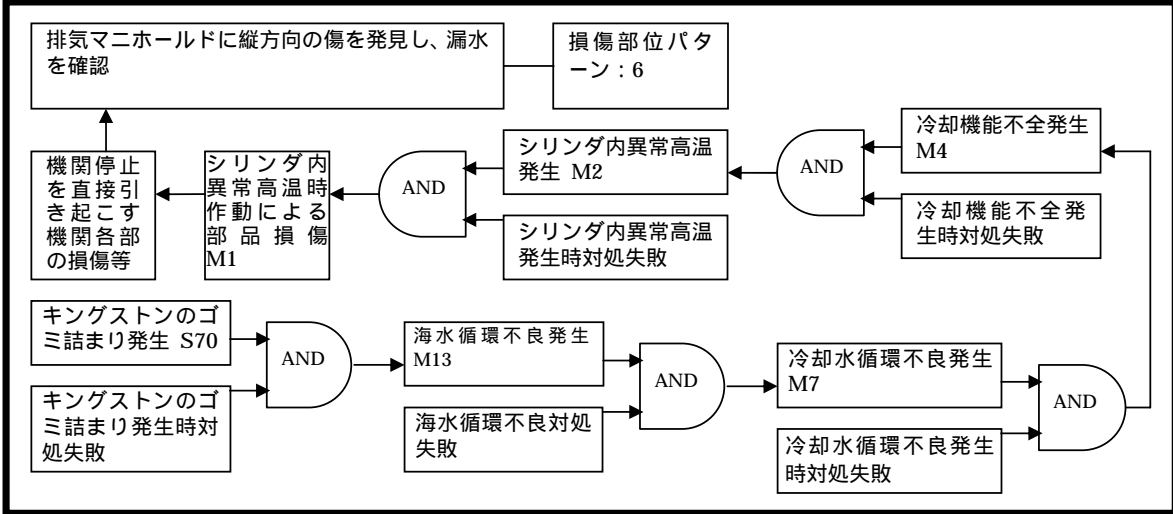 排気マニホールドに縦方向の傷を発見し、漏水
を確認
損傷部位パタ
ーン：6
冷却機能不全発生
M4
シリンダ内異常高温
発生 M2
AND
AND
機関停止
を直接引
き起こす
機関各部
の損傷等
シリンダ内
異常高温時
作動による
部品損傷
M1
シリンダ内異常高温
発生時対処失敗
冷却機能不全発
生時対処失敗
キングストンのゴ
ミ詰まり発生 S70
AND
海水循環不良発生
M13
AND
冷却水循環不良発生
M7
AND
キングストンのゴ
ミ詰まり発生時対
処失敗
海水循環不良対処
失敗
冷却水循環不良発生
時対処失敗